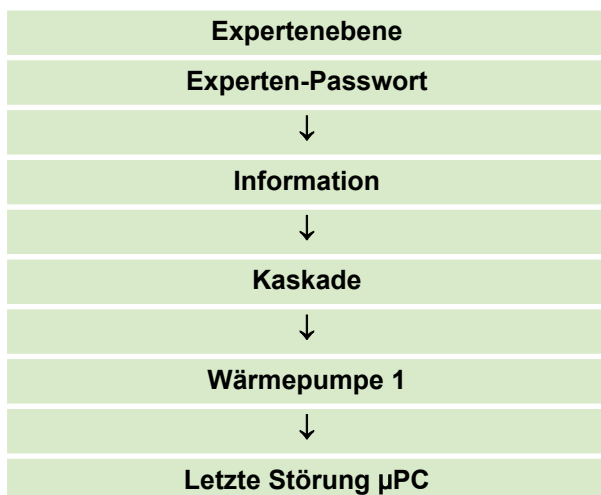 Expertenebene
Experten-Passwort
↓
Information
↓
Kaskade
↓
Wärmepumpe 1
↓
Letzte Störung µPC